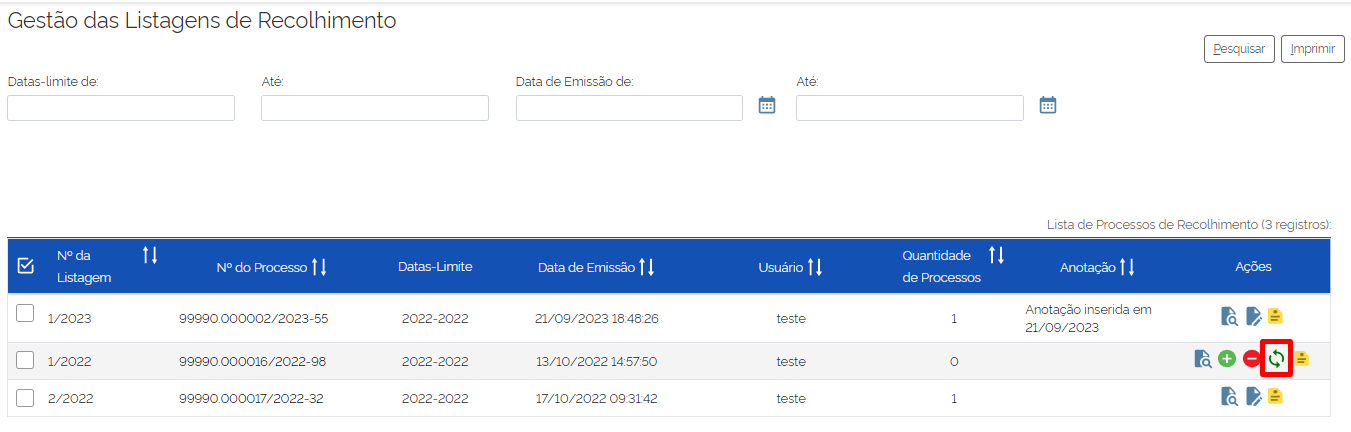 Gestão das Listagens de Recolhimento
Pesquisar Imprimir
Datas-limite de: Até: Data de Emissão de: Até:
Lista de Processos de Recolhimento (3 registros):
Nº da Listagem Nº do Processo Datas-Limite Data de Emissão Usuário Quantidade de Processos Anotação Ações
1/2023 99990.000002/2023-55 2022-2022 21/09/2023 18:48:26 teste 1 Anotação inserida em 21/09/2023
1/2022 99990.000016/2022-98 2022-2022 13/10/2022 14:57:50 teste 0
2/2022 99990.000017/2022-32 2022-2022 17/10/2022 09:31:42 teste 1